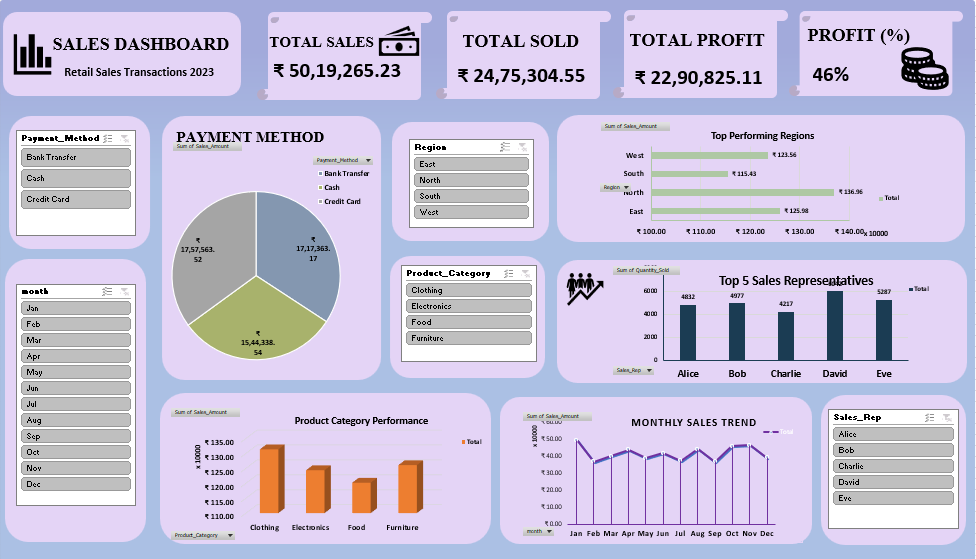 SALES DASHBOARD
Retail Sales Transactions 2023
TOTAL SALES
₹ 50,19,265.23
TOTAL SOLD
₹ 24,75,304.55
TOTAL PROFIT
₹ 22,90,825.11
PROFIT (%)
46%
Payment_Method
Bank Transfer
Cash
Credit Card
PAYMENT METHOD
Sum of Sales_Amount
Payment_Method
Bank Transfer
Cash
Credit Card
₹
17,57,563.
52
₹
17,17,363.
17
₹
15,44,338.
54
Region
East
North
South
West
Sum of Sales_Amount
Top Performing Regions
West
₹ 123.56
South
₹ 115.43
Region
North
₹ 136.96
East
₹ 125.98
Total
₹ 100.00 ₹ 110.00 ₹ 120.00 ₹ 130.00 ₹ 140.00 x 10000
month
Jan
Feb
Mar
Apr
May
Jun
Jul
Aug
Sep
Oct
Nov
Dec
Product_Category
Clothing
Electronics
Food
Furniture
Sum of Quantity_Sold
Top 5 Sales Representatives
Total
6000
4000
2000
0
4832 4977 4217 5287
Alice Bob Charlie David Eve
Sales_Rep
Sum of Sales_Amount
Product Category Performance
Total
x 10000
₹ 135.00
₹ 130.00
₹ 125.00
₹ 120.00
₹ 115.00
₹ 110.00
Clothing Electronics Food Furniture
Product_Category
Sum of Sales_Amount
MONTHLY SALES TREND
Total
x 10000
₹ 60.00
₹ 50.00
₹ 40.00
₹ 30.00
₹ 20.00
₹ 10.00
₹ 0.00
Jan Feb Mar Apr May Jun Jul Aug Sep Oct Nov Dec
month
Sales_Rep
Alice
Bob
Charlie
David
Eve